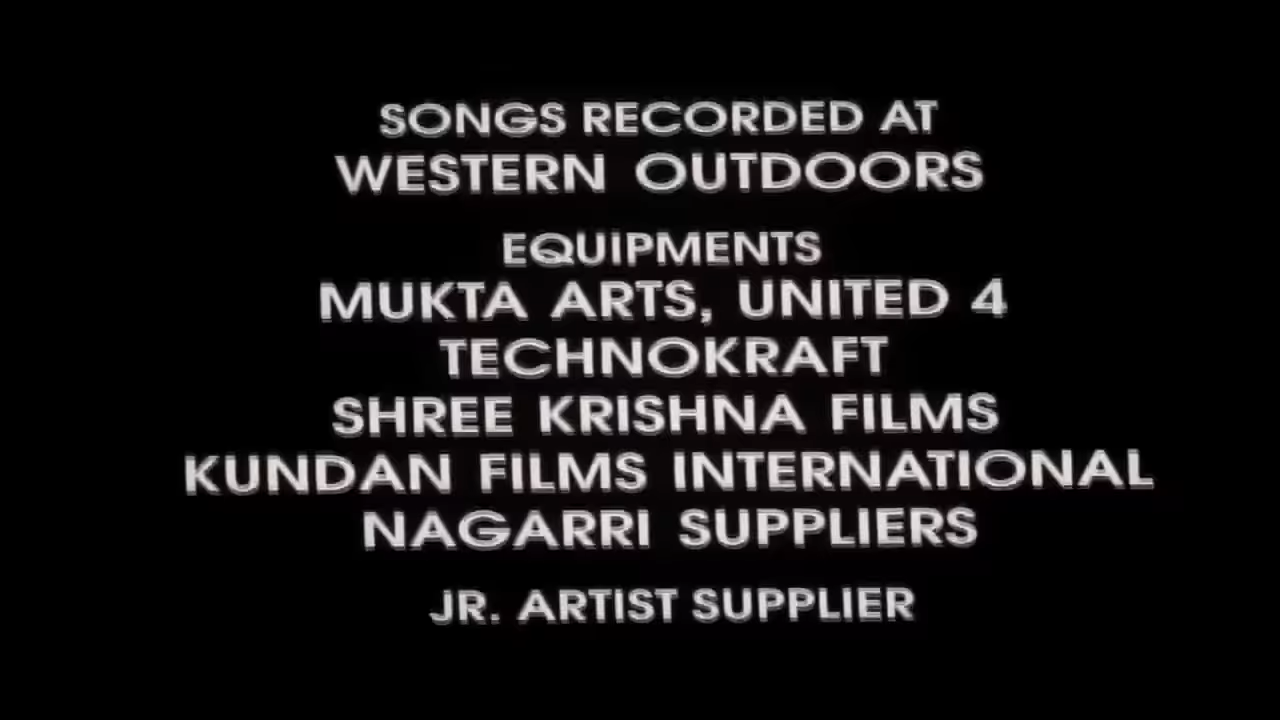 SONGS RECORDED AT
WESTERN OUTDOORS
EQUIPMENTS
MUKTA ARTS, UNITED 4
TECHNOKRAFT
SHREE KRISHNA FILMS
KUNDAN FILMS INTERNATIONAL
NAGARRI SUPPLIERS
JR. ARTIST SUPPLIER